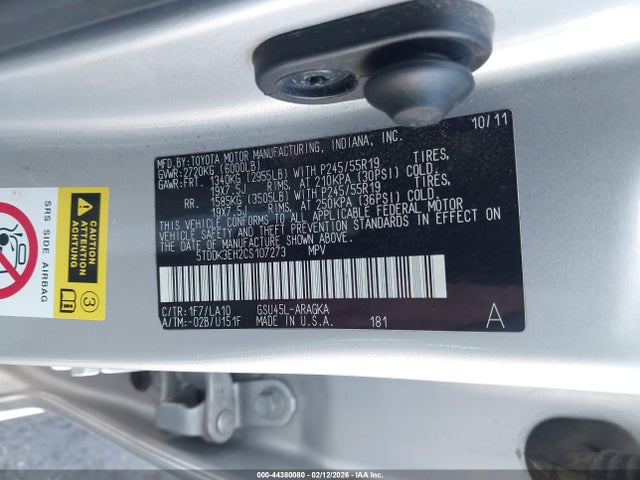 10/11
MFD.BY:TOYOTA MOTOR MANUFACTURING, INDIANA, INC.
GVWR:2720KG (6000LB)
GAWR:FRT. 1340KG (2955LB) WITH P245/55R19 TIRES,
19X7.5J RIMS, AT 210KPA (30PSI) COLD.
RR. 1585KG (3505LB) WITH P245/55R19 TIRES,
19X7.5J RIMS, AT 250KPA (36PSI) COLD.
THIS VEHICLE CONFORMS TO ALL APPLICABLE FEDERAL MOTOR
VEHICLE SAFETY AND THEFT PREVENTION STANDARDS IN EFFECT ON
THE DATE OF MANUFACTURE SHOWN ABOVE.
5TDDK3EH2CS107273 MPV
C/TR:1F7/LA10 GSU45L-ARAGKA
A/TM:-02B/U151F MADE IN U.S.A. 181 A
SRS SIDE AIRBAG
CAUTION
ATTENTION
ACHTUNG
3
000-44380080 - 02/12/2026 - IAA